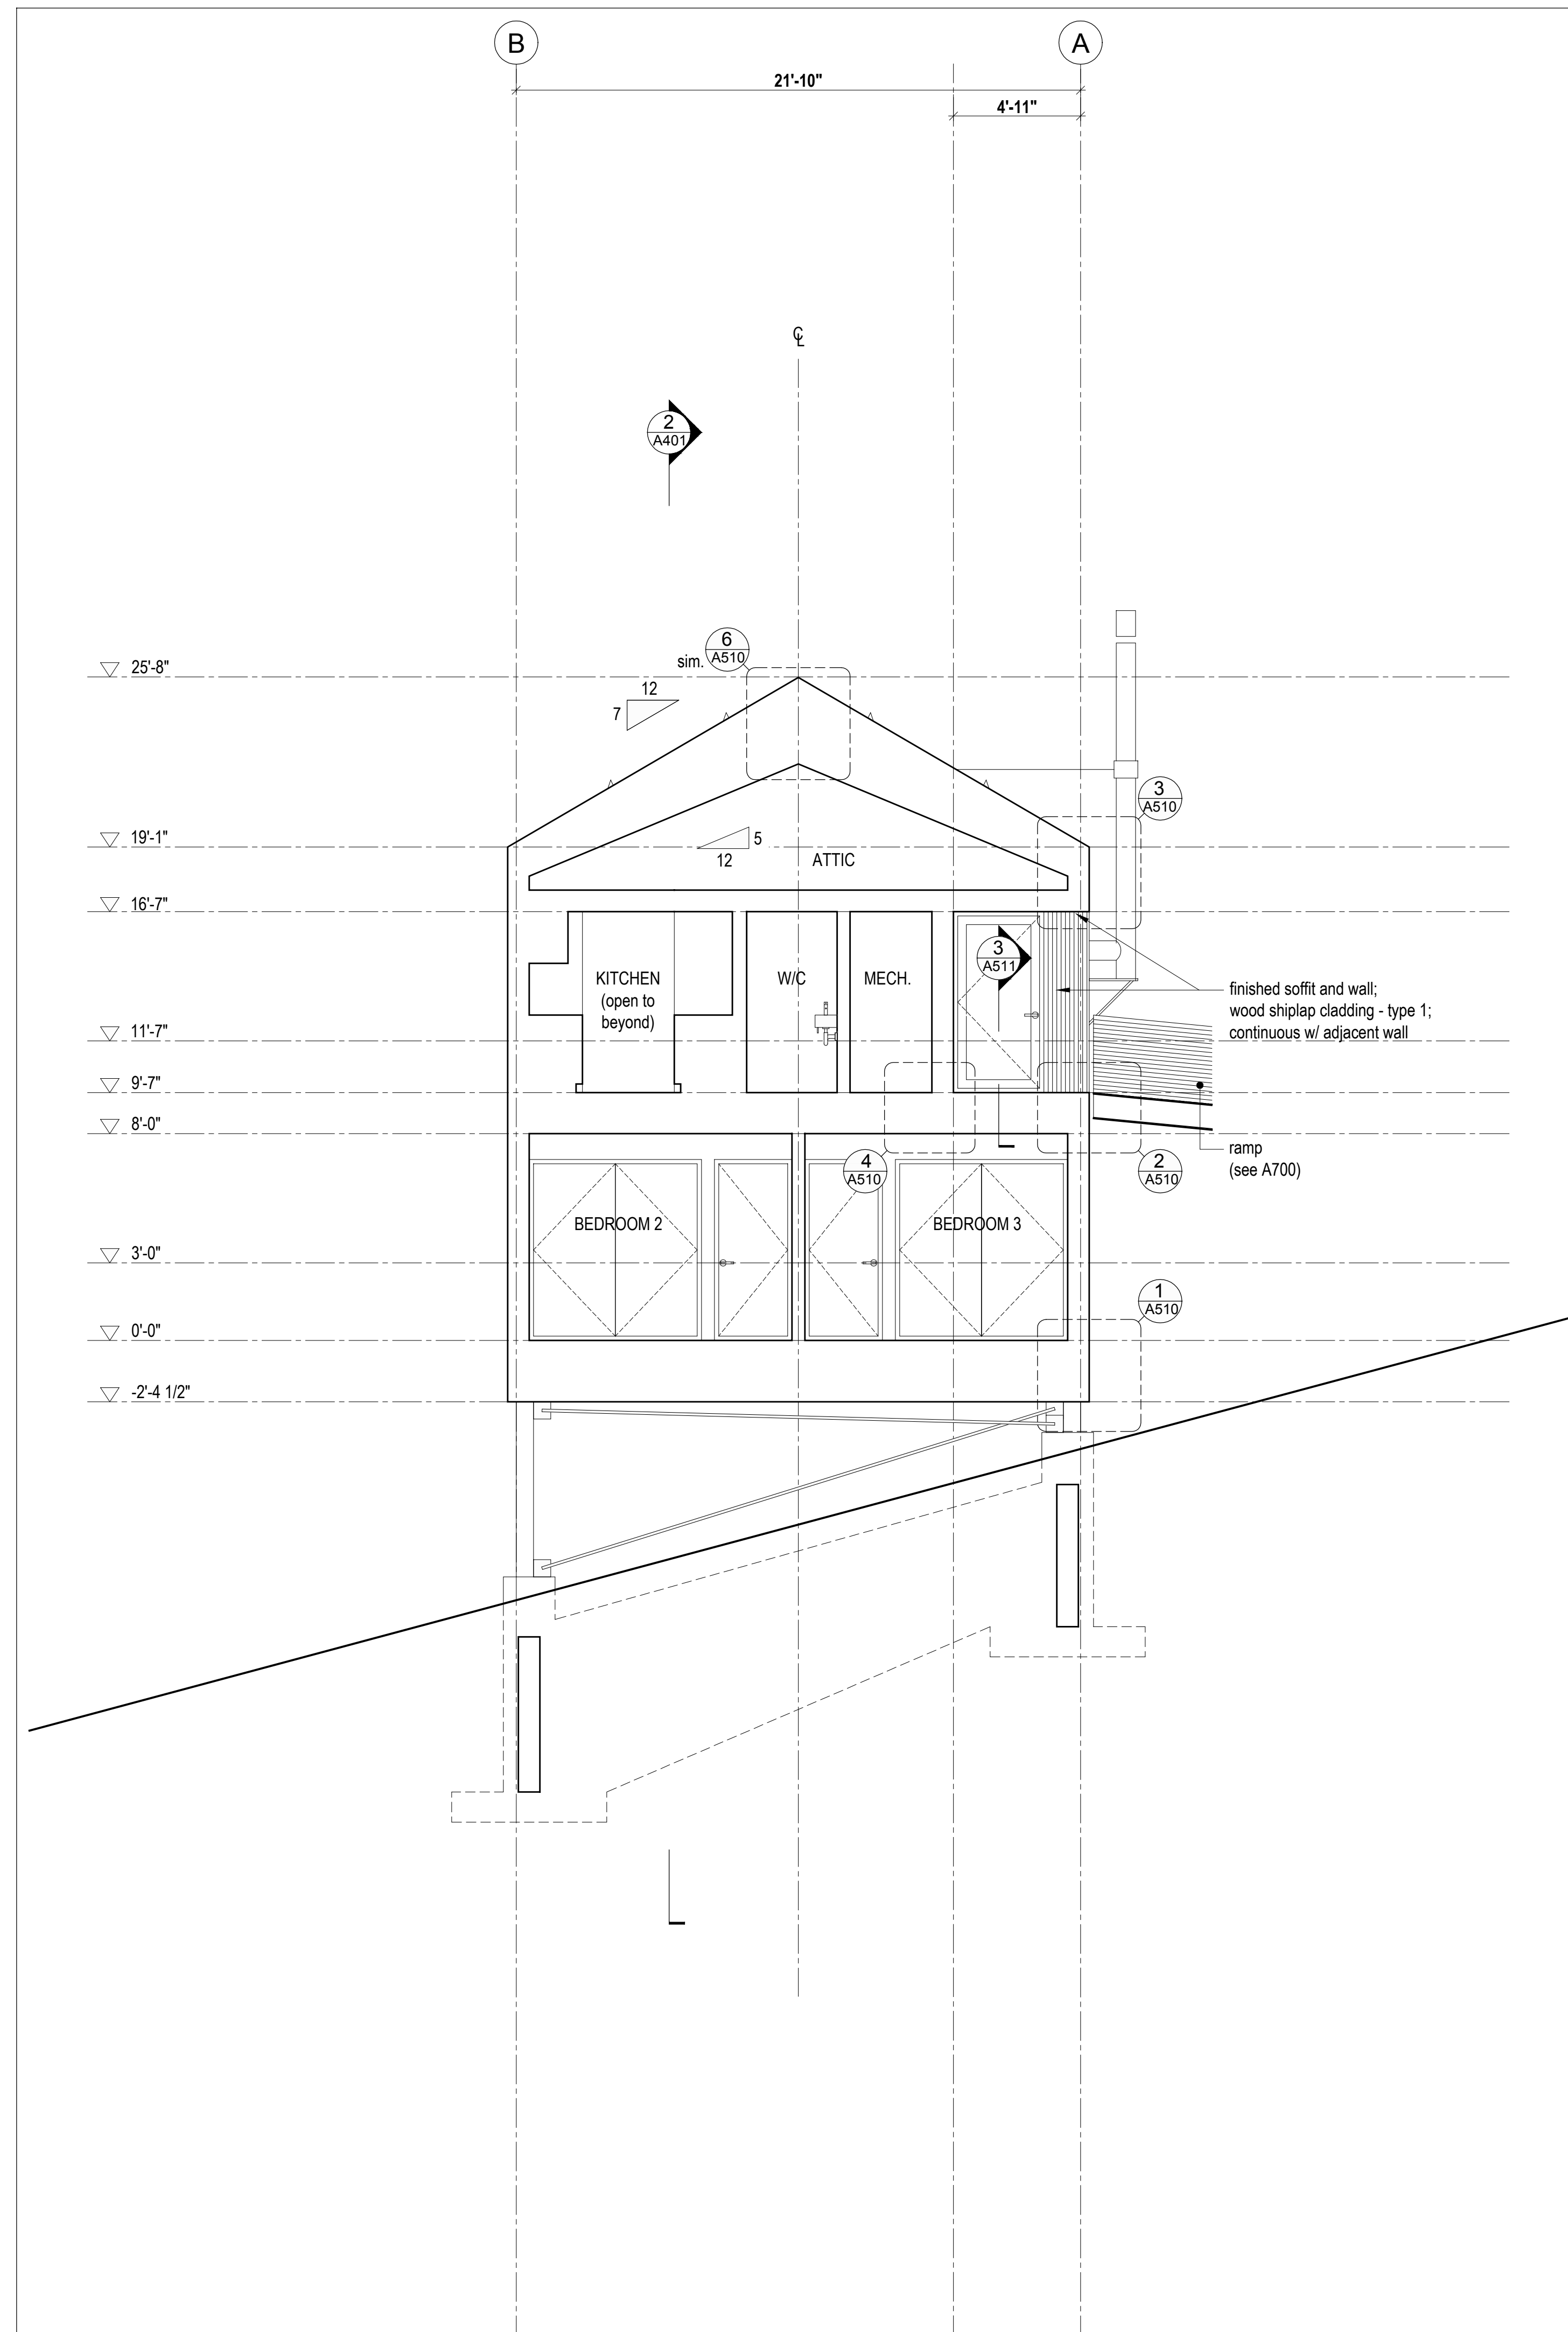 B
A
21'-10"
4'-11"
℄
2
A401
6
A510
sim.
25'-8"
12
7
3
A510
19'-1"
5
12
ATTIC
16'-7"
3
A511
KITCHEN
(open to
beyond)
W/C
MECH.
finished soffit and wall;
wood shiplap cladding - type 1;
continuous w/ adjacent wall
11'-7"
9'-7"
8'-0"
ramp
(see A700)
4
A510
2
A510
BEDROOM 2
BEDROOM 3
3'-0"
1
A510
0'-0"
-2'-4 1/2"